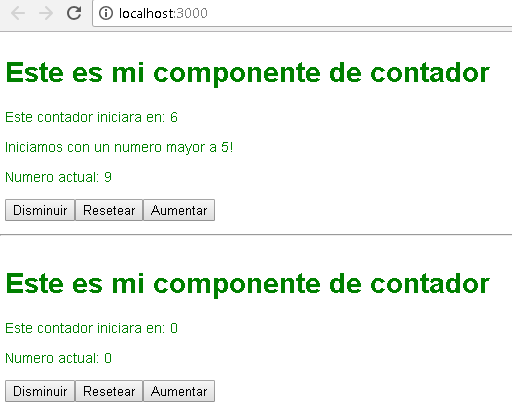 localhost:3000
Este es mi componente de contador
Este contador iniciara en: 6
Iniciamos con un numero mayor a 5!
Numero actual: 9
Disminuir Resetear Aumentar
Este es mi componente de contador
Este contador iniciara en: 0
Numero actual: 0
Disminuir Resetear Aumentar